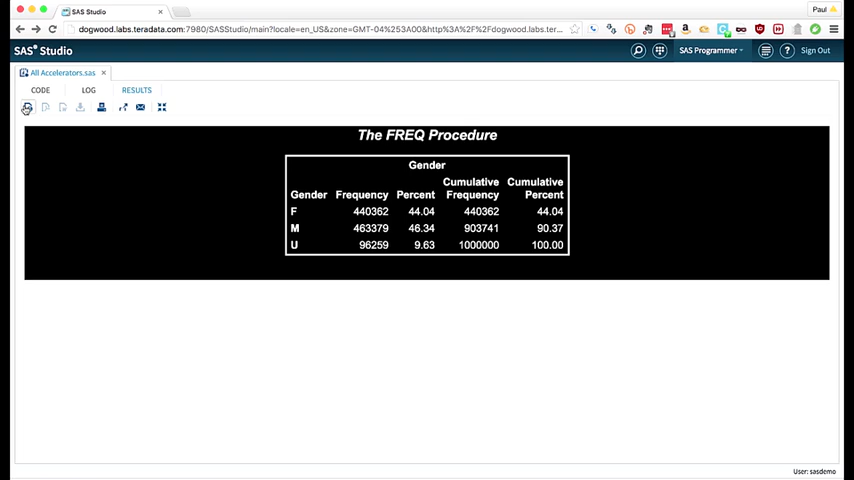 SAS Studio
Paul
dogwood.labs.teradata.com:7980/SASStudio/main?locale=en_US&zone=GMT-04%253A00&http%3A%2F%2Fdogwood.labs.ter...
SAS® Studio
SAS Programmer
Sign Out
All Accelerators.sas
CODE LOG RESULTS
The FREQ Procedure
Gender
Cumulative Cumulative
Gender Frequency Percent Frequency Percent
F 440362 44.04 440362 44.04
M 463379 46.34 903741 90.37
U 96259 9.63 1000000 100.00
User: sasdemo